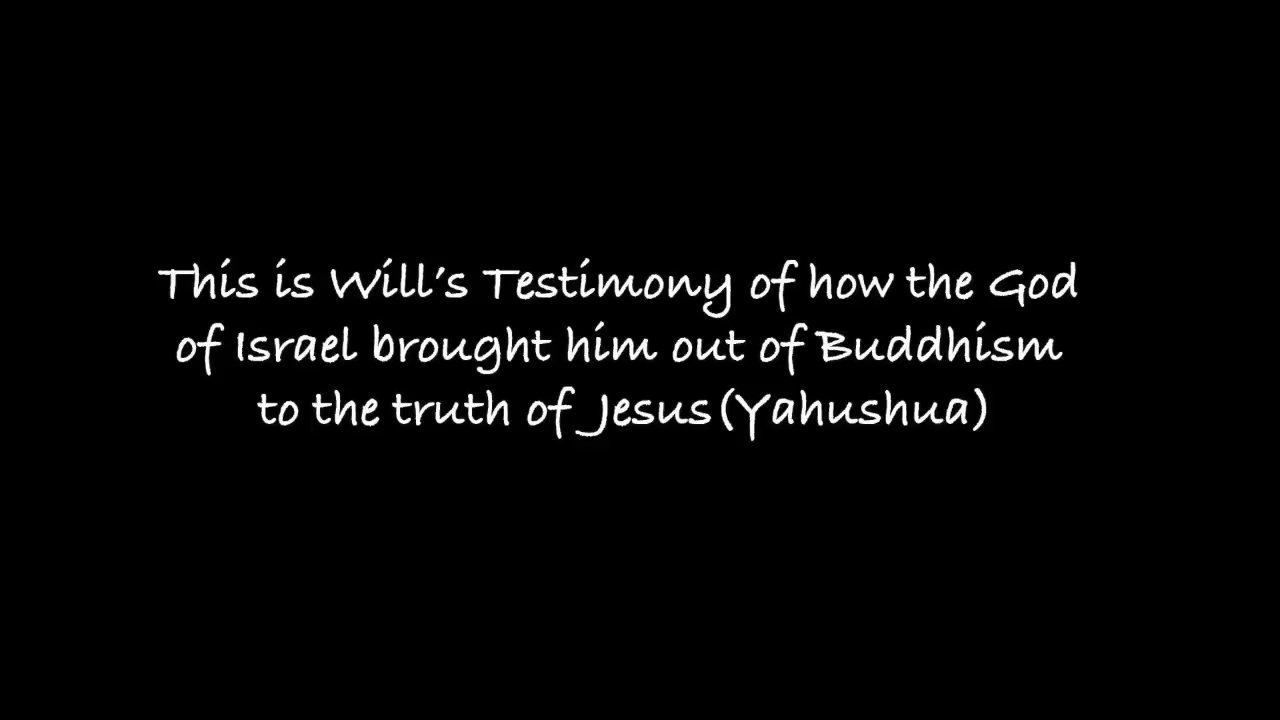 This is Will's Testimony of how the God
of Israel brought him out of Buddhism
to the truth of Jesus(Yahushua)